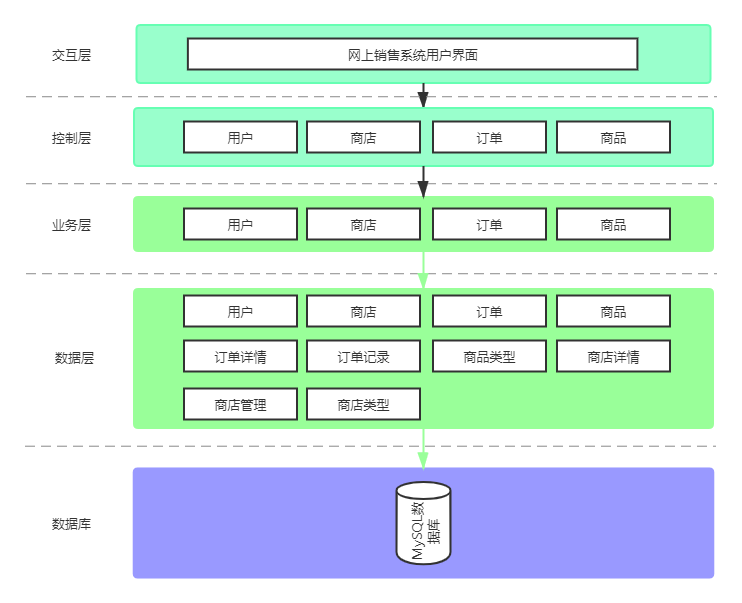 交互层
网上销售系统用户界面
控制层
用户
商店
订单
商品
业务层
用户
商店
订单
商品
数据层
用户
商店
订单
商品
订单详情
订单记录
商品类型
商店详情
商店管理
商店类型
数据库
MySQL数
据库